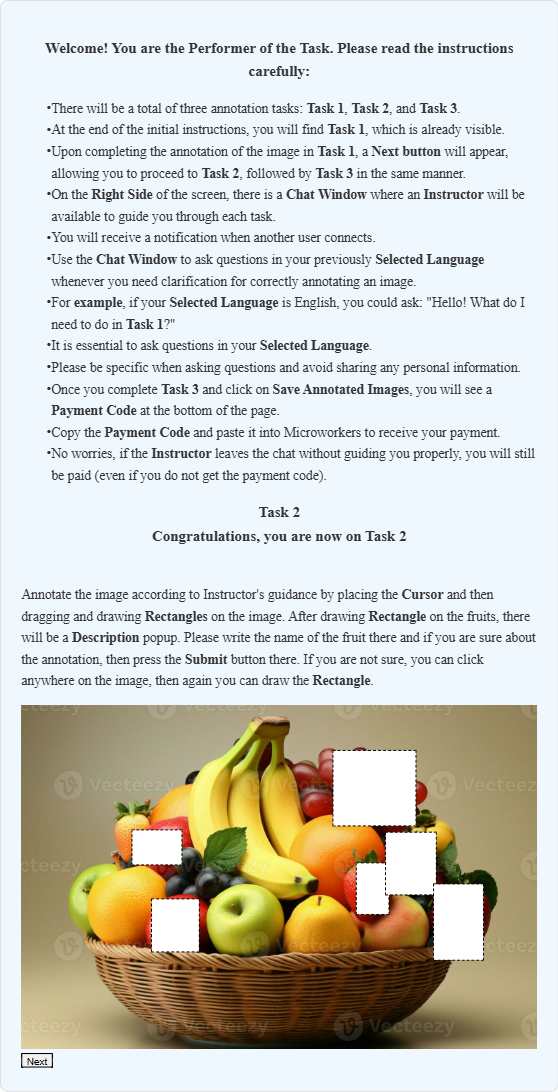 Welcome! You are the Performer of the Task. Please read the instructions
carefully:
•There will be a total of three annotation tasks: Task 1, Task 2, and Task 3.
•At the end of the initial instructions, you will find Task 1, which is already visible.
•Upon completing the annotation of the image in Task 1, a Next button will appear,
allowing you to proceed to Task 2, followed by Task 3 in the same manner.
•On the Right Side of the screen, there is a Chat Window where an Instructor will be
available to guide you through each task.
•You will receive a notification when another user connects.
•Use the Chat Window to ask questions in your previously Selected Language
whenever you need clarification for correctly annotating an image.
•For example, if your Selected Language is English, you could ask: "Hello! What do I
need to do in Task 1?"
•It is essential to ask questions in your Selected Language.
•Please be specific when asking questions and avoid sharing any personal information.
•Once you complete Task 3 and click on Save Annotated Images, you will see a
Payment Code at the bottom of the page.
•Copy the Payment Code and paste it into Microworkers to receive your payment.
•No worries, if the Instructor leaves the chat without guiding you properly, you will still
be paid (even if you do not get the payment code).
Task 2
Congratulations, you are now on Task 2
Annotate the image according to Instructor's guidance by placing the Cursor and then
dragging and drawing Rectangles on the image. After drawing Rectangle on the fruits, there
will be a Description popup. Please write the name of the fruit there and if you are sure about
the annotation, then press the Submit button there. If you are not sure, you can click
anywhere on the image, then again you can draw the Rectangle.
Vecteezy
Vecteezy
Vecteezy
Vecteezy
Next